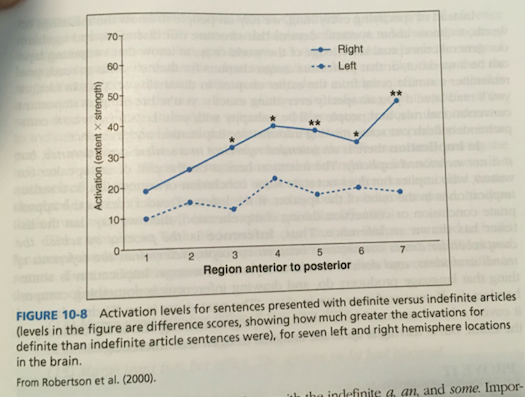 70
60
50
40
30
20
10
0
Activation (extent × strength)
Right
Left
*
*
**
*
**
1 2 3 4 5 6 7
Region anterior to posterior
FIGURE 10-8 Activation levels for sentences presented with definite versus indefinite articles
(levels in the figure are difference scores, showing how much greater the activations for
definite than indefinite article sentences were), for seven left and right hemisphere locations
in the brain.
From Robertson et al. (2000).
with the indefinite a, an, and some. Impor-